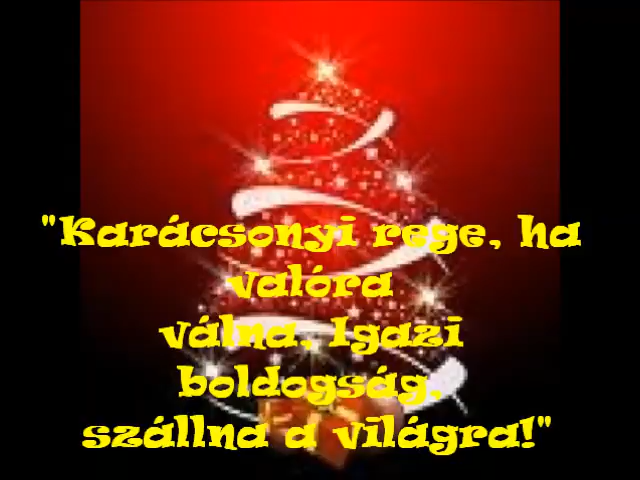 "Karácsonyi rege, ha
valóra
válna. Igazi
boldogság.
szállna a világra!"